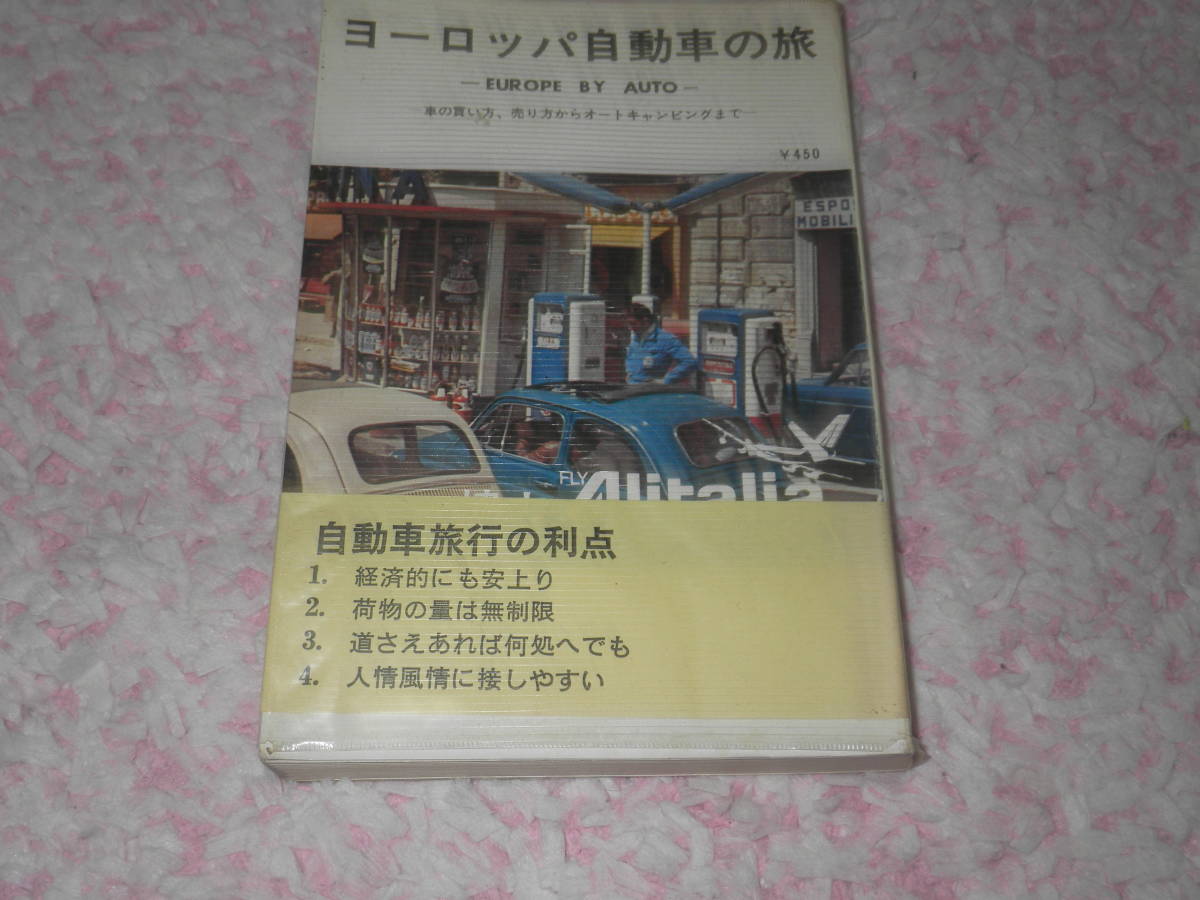 ヨーロッパ自動車の旅
—EUROPE BY AUTO—
車の買い方、売り方からオートキャンピングまで
¥450
ESPO
MOBILI
FLY
Alitalia
自動車旅行の利点
1. 経済的にも安上り
2. 荷物の量は無制限
3. 道さえあれば何処へでも
4. 人情風情に接しやすい